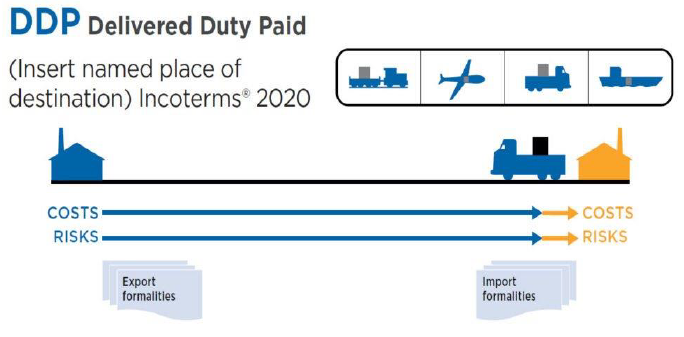 DDP Delivered Duty Paid
(Insert named place of
destination) Incoterms® 2020
COSTS COSTS
RISKS RISKS
Export
formalities
Import
formalities